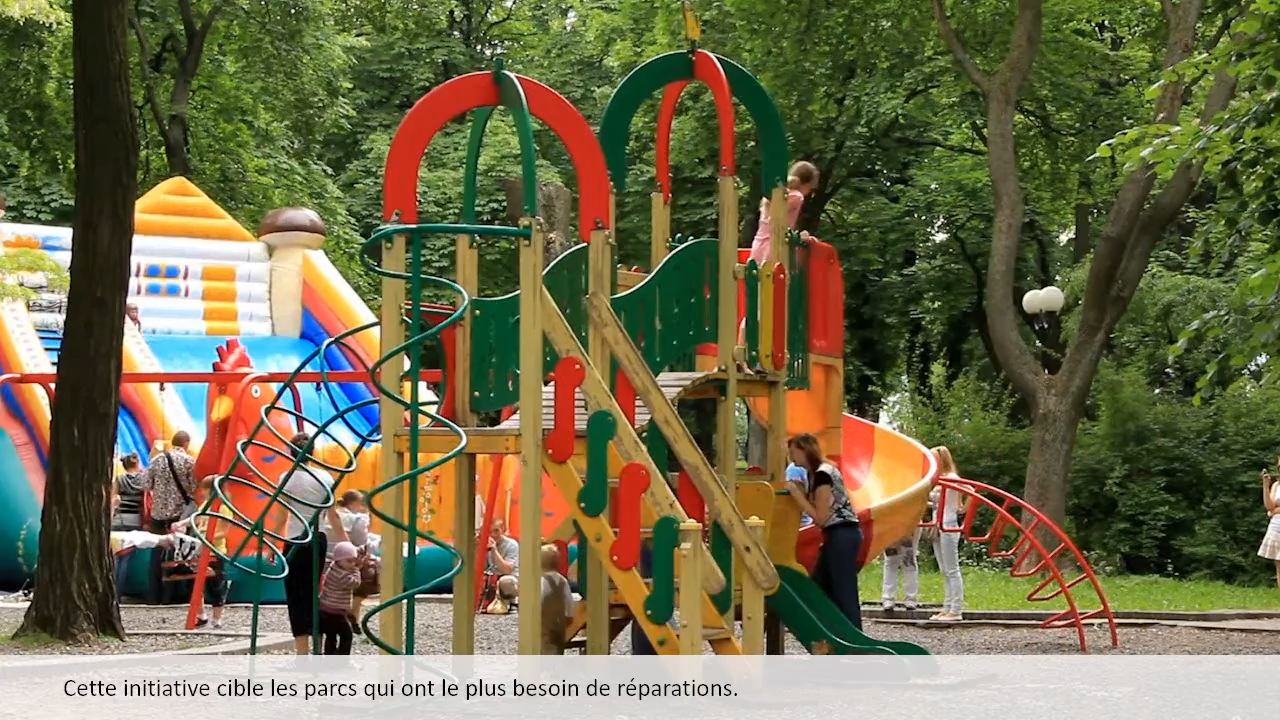 Cette initiative cible les parcs qui ont le plus besoin de réparations.